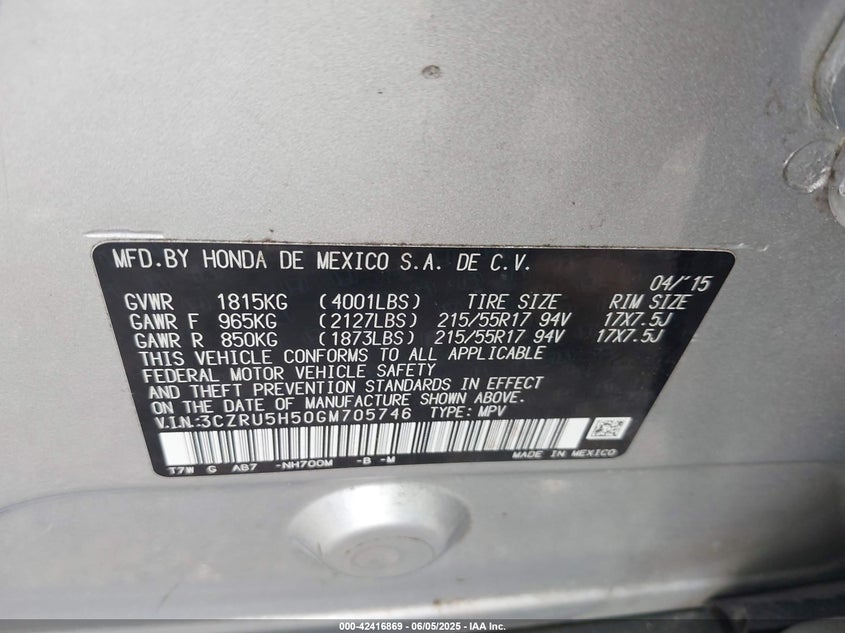 MFD.BY HONDA DE MEXICO S.A. DE C.V.
04/'15
GVWR 1815KG (4001LBS) TIRE SIZE RIM SIZE
GAWR F 965KG (2127LBS) 215/55R17 94V 17X7.5J
GAWR R 850KG (1873LBS) 215/55R17 94V 17X7.5J
THIS VEHICLE CONFORMS TO ALL APPLICABLE
FEDERAL MOTOR VEHICLE SAFETY
AND THEFT PREVENTION STANDARDS IN EFFECT
ON THE DATE OF MANUFACTURE SHOWN ABOVE.
V.I.N:3CZRU5H50GM705746 TYPE: MPV
T7W G AB7 -NH700M -B -M
MADE IN MEXICO
000-42416869 - 06/05/2025 - IAA Inc.